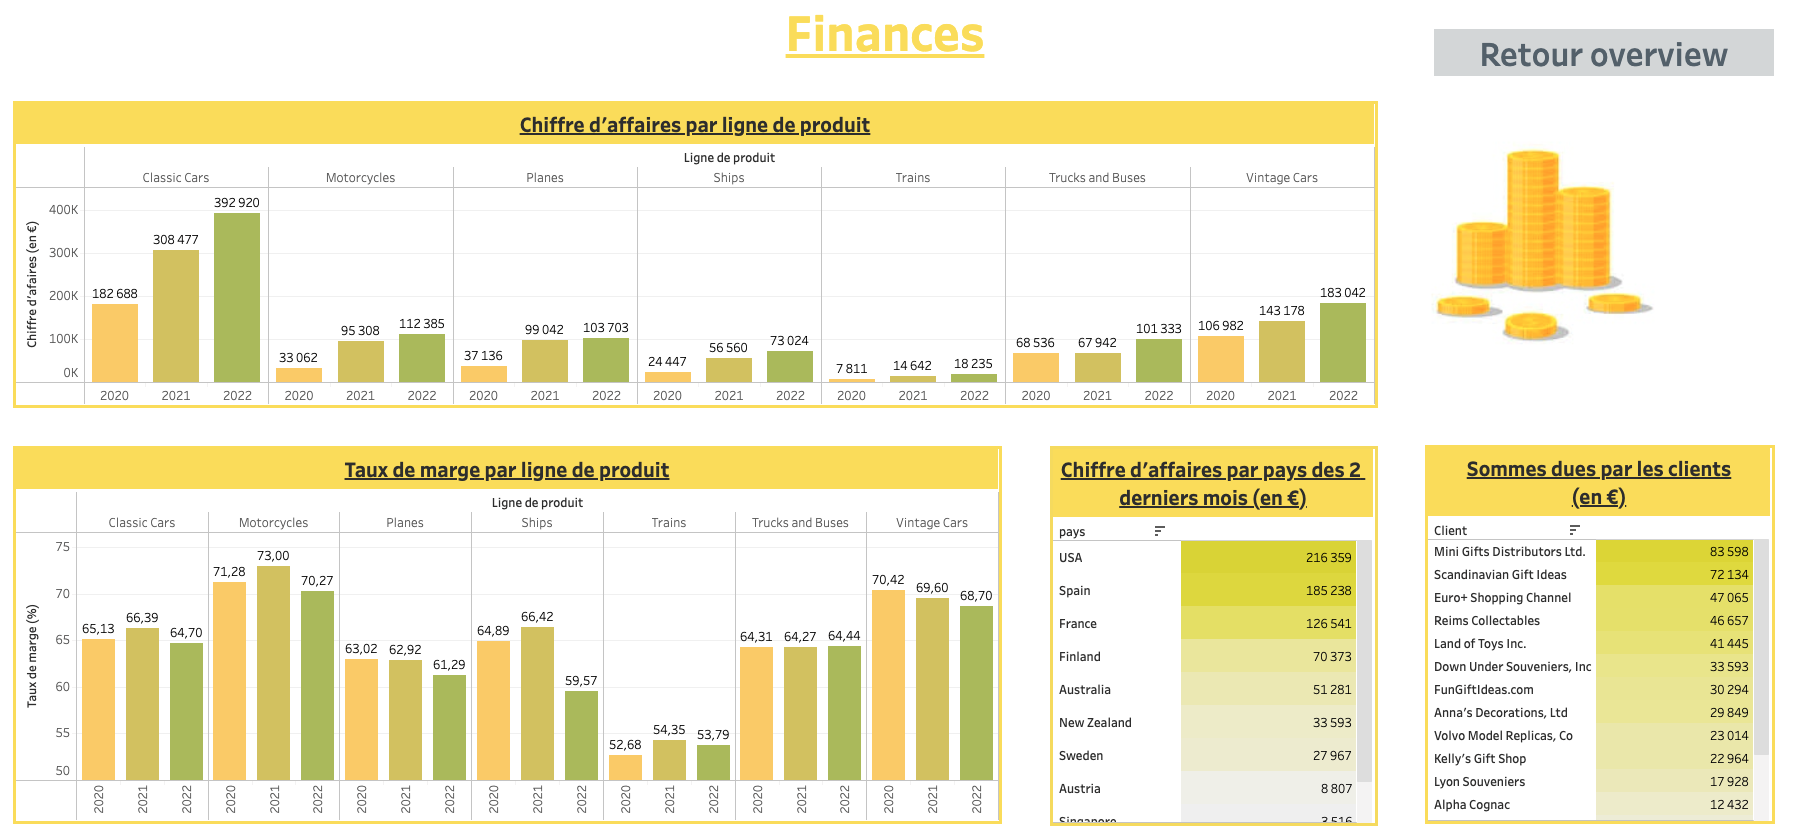 Finances
Retour overview
Chiffre d'affaires par ligne de produit
Ligne de produit
Classic Cars Motorcycles Planes Ships Trains Trucks and Buses Vintage Cars
Chiffre d'afaires (en €)
400K
300K
200K
100K
0K
182 688 308 477 392 920
33 062 95 308 112 385
37 136 99 042 103 703
24 447 56 560 73 024
7 811 14 642 18 235
68 536 67 942 101 333
106 982 143 178 183 042
2020 2021 2022 2020 2021 2022 2020 2021 2022 2020 2021 2022 2020 2021 2022 2020 2021 2022 2020 2021 2022
Taux de marge par ligne de produit
Ligne de produit
Classic Cars Motorcycles Planes Ships Trains Trucks and Buses Vintage Cars
Taux de marge (%)
75
70
65
60
55
50
65,13 66,39 64,70
71,28 73,00 70,27
63,02 62,92 61,29
64,89 66,42 59,57
52,68 54,35 53,79
64,31 64,27 64,44
70,42 69,60 68,70
2020 2021 2022 2020 2021 2022 2020 2021 2022 2020 2021 2022 2020 2021 2022 2020 2021 2022 2020 2021 2022
Chiffre d'affaires par pays des 2
derniers mois (en €)
pays
USA 216 359
Spain 185 238
France 126 541
Finland 70 373
Australia 51 281
New Zealand 33 593
Sweden 27 967
Austria 8 807
Singapore 3 516
Sommes dues par les clients
(en €)
Client
Mini Gifts Distributors Ltd. 83 598
Scandinavian Gift Ideas 72 134
Euro+ Shopping Channel 47 065
Reims Collectables 46 657
Land of Toys Inc. 41 445
Down Under Souveniers, Inc 33 593
FunGiftIdeas.com 30 294
Anna's Decorations, Ltd 29 849
Volvo Model Replicas, Co 23 014
Kelly's Gift Shop 22 964
Lyon Souveniers 17 928
Alpha Cognac 12 432